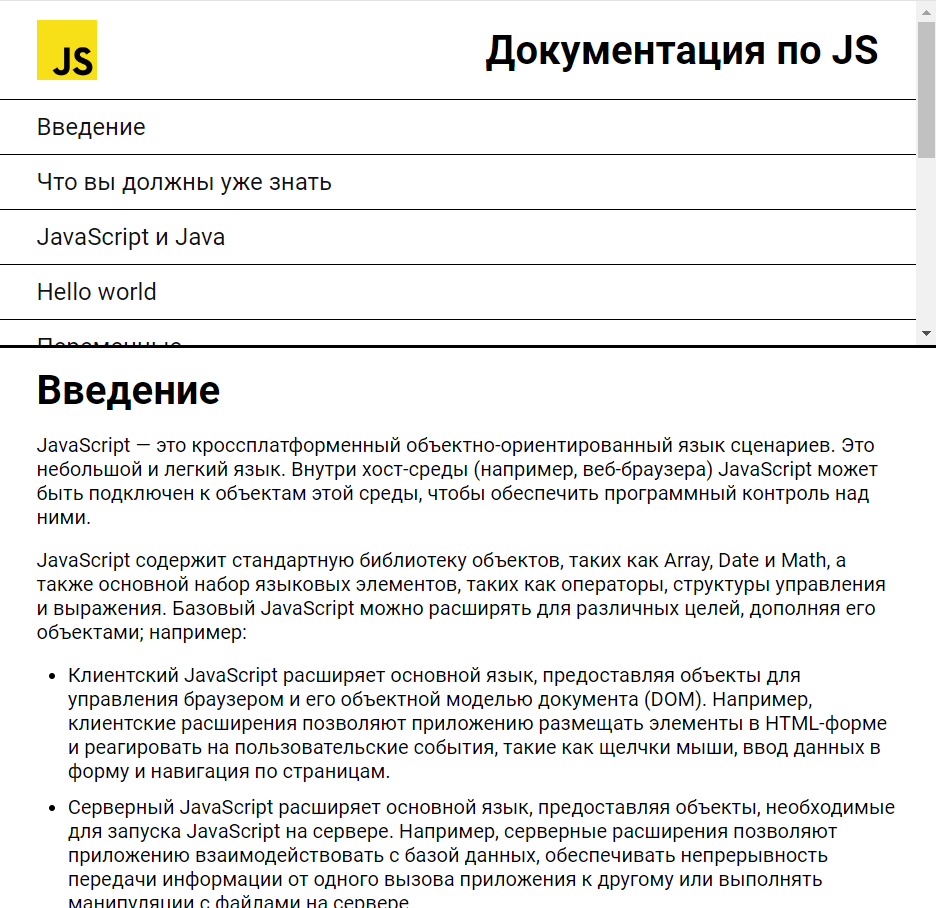 JS
Документация по JS
Введение
Что вы должны уже знать
JavaScript и Java
Hello world
Переменные
Введение
JavaScript — это кроссплатформенный объектно-ориентированный язык сценариев. Это
небольшой и легкий язык. Внутри хост-среды (например, веб-браузера) JavaScript может
быть подключен к объектам этой среды, чтобы обеспечить программный контроль над
ними.
JavaScript содержит стандартную библиотеку объектов, таких как Array, Date и Math, а
также основной набор языковых элементов, таких как операторы, структуры управления
и выражения. Базовый JavaScript можно расширять для различных целей, дополняя его
объектами; например:
• Клиентский JavaScript расширяет основной язык, предоставляя объекты для
управления браузером и его объектной моделью документа (DOM). Например,
клиентские расширения позволяют приложению размещать элементы в HTML-форме
и реагировать на пользовательские события, такие как щелчки мыши, ввод данных в
форму и навигация по страницам.
• Серверный JavaScript расширяет основной язык, предоставляя объекты, необходимые
для запуска JavaScript на сервере. Например, серверные расширения позволяют
приложению взаимодействовать с базой данных, обеспечивать непрерывность
передачи информации от одного вызова приложения к другому или выполнять
манипуляции с файлами на сервере